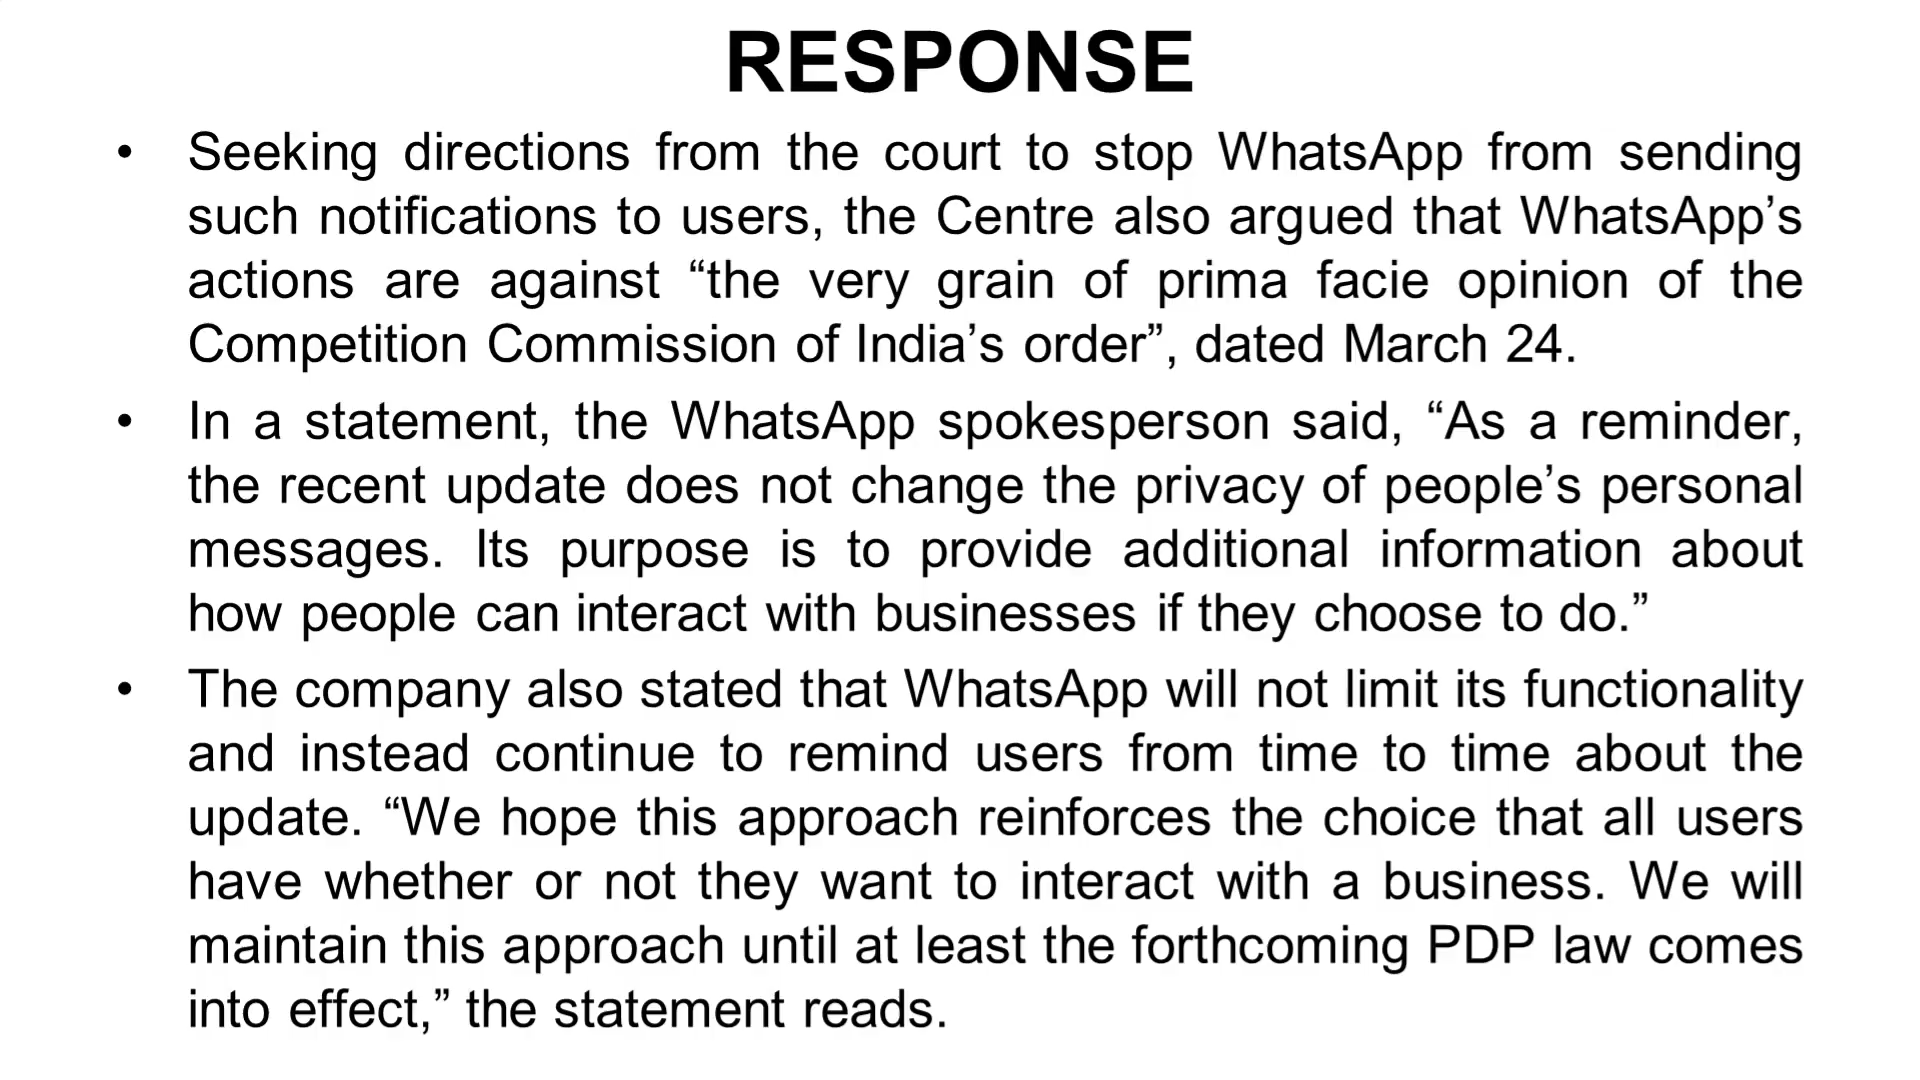 RESPONSE
• Seeking directions from the court to stop WhatsApp from sending
such notifications to users, the Centre also argued that WhatsApp’s
actions are against “the very grain of prima facie opinion of the
Competition Commission of India’s order”, dated March 24.
• In a statement, the WhatsApp spokesperson said, “As a reminder,
the recent update does not change the privacy of people’s personal
messages. Its purpose is to provide additional information about
how people can interact with businesses if they choose to do.”
• The company also stated that WhatsApp will not limit its functionality
and instead continue to remind users from time to time about the
update. “We hope this approach reinforces the choice that all users
have whether or not they want to interact with a business. We will
maintain this approach until at least the forthcoming PDP law comes
into effect,” the statement reads.